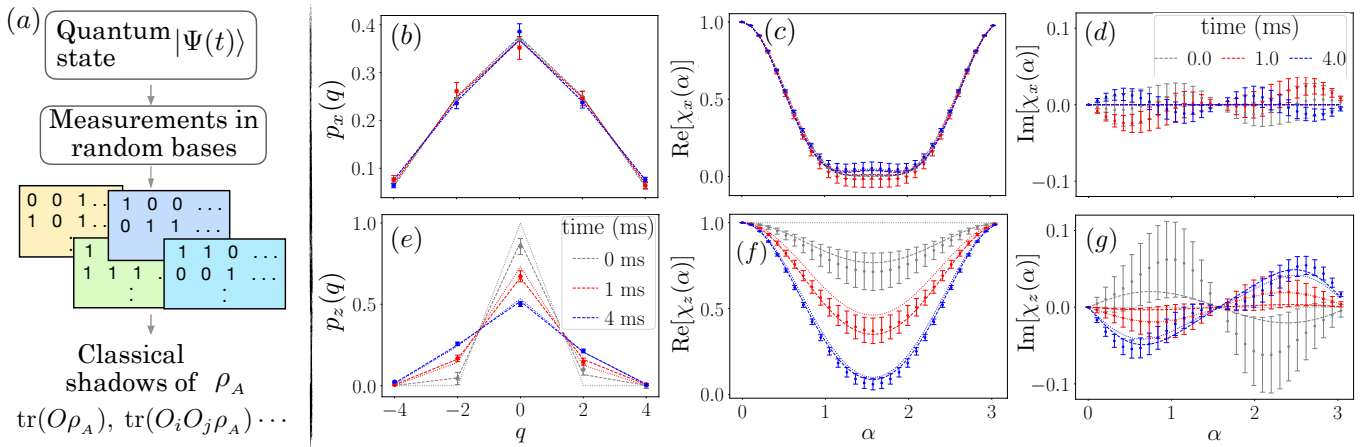 (a)
Quantum
state |Ψ(t)⟩
Measurements in
random bases
0 0 1 ..
1 0 1 ..
.
1 0 0 ...
0 1 1 ...
1
1 1 1 .
:
1 1 0 ...
0 0 1 ...
:
Classical
shadows of ρ_A
tr(Oρ_A), tr(O_iO_jρ_A) ⋯
(b)
p_x(q)
0.4
0.3
0.2
0.1
(c)
Re[χ_x(α)]
1.0
0.5
0.0
(d)
Im[χ_x(α)]
0.1
0.0
−0.1
time (ms)
0.0 1.0 4.0
(e)
p_z(q)
1.0
0.5
0.0
time (ms)
0 ms
1 ms
4 ms
−4 −2 0 2 4
q
(f)
Re[χ_z(α)]
1.0
0.5
0.0
0 1 2 3
α
(g)
Im[χ_z(α)]
0.1
0.0
−0.1
0 1 2 3
α